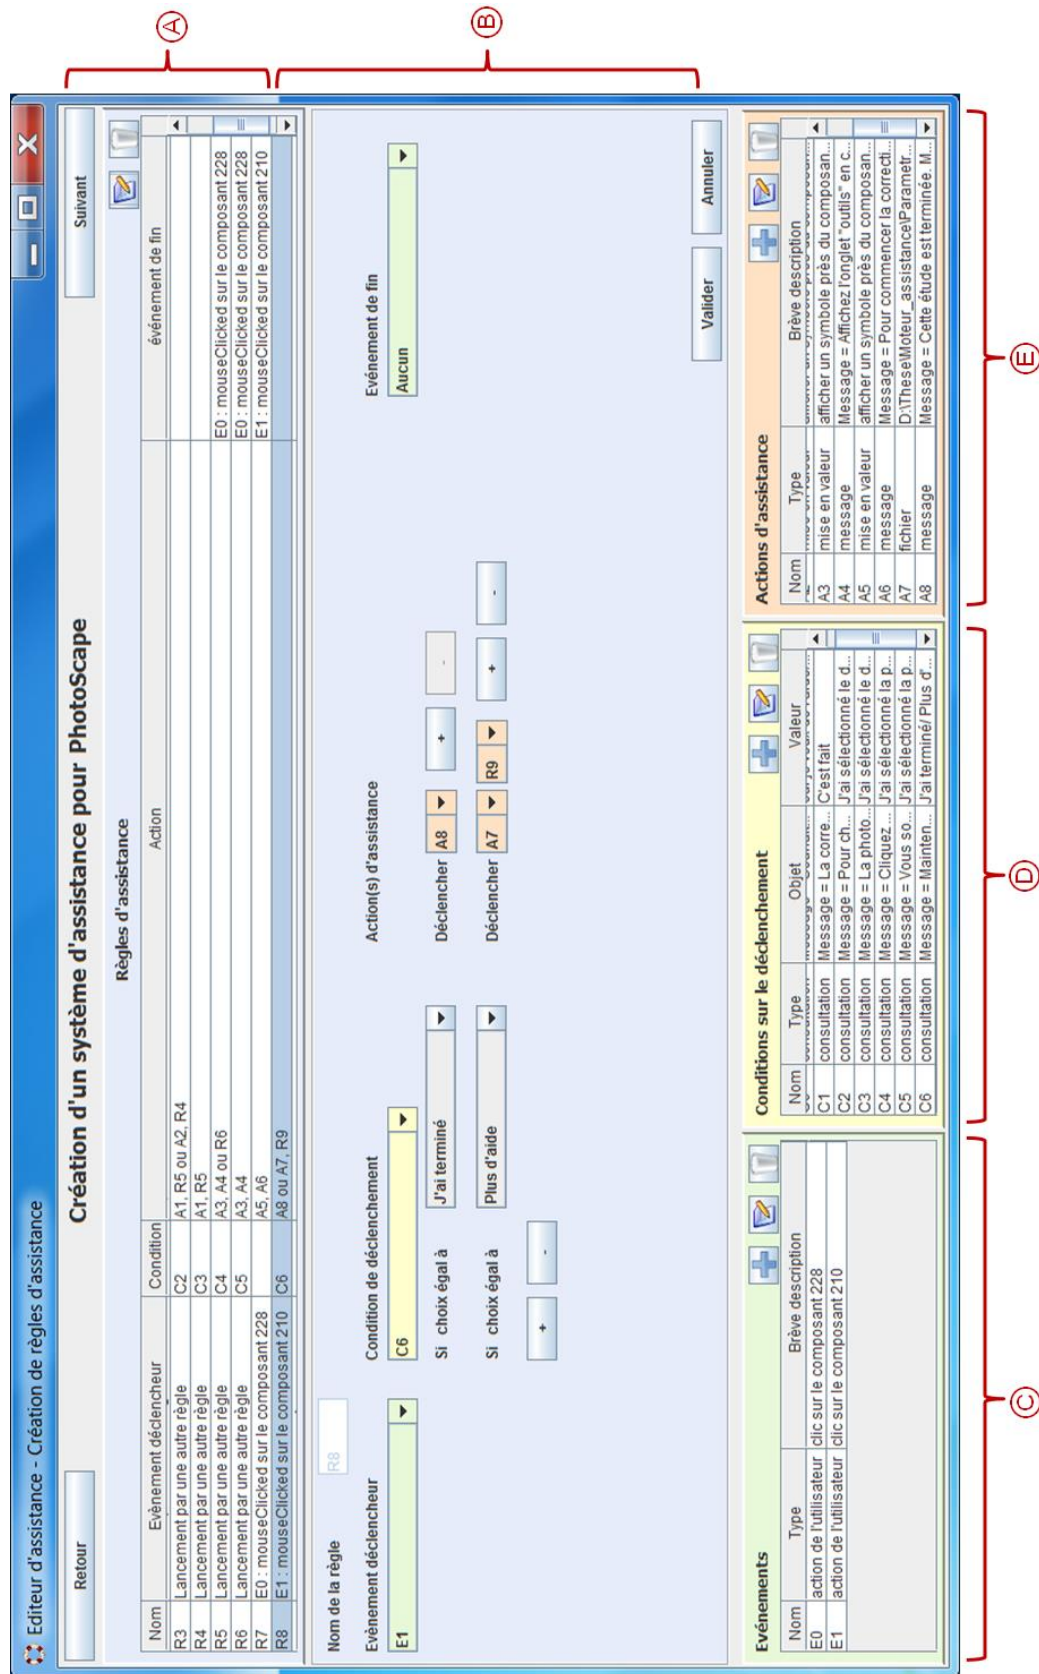 Editeur d'assistance - Création de règles d'assistance
Retour
Création d'un système d'assistance pour PhotoScape
Suivant
Règles d'assistance
Nom Evènement déclencheur Condition Action événement de fin
R3 Lancement par une autre règle C2 A1, R5 ou A2, R4
R4 Lancement par une autre règle C3 A1, R5
R5 Lancement par une autre règle C4 A3, A4 ou R6 E0 : mouseClicked sur le composant 228
R6 Lancement par une autre règle C5 A3, A4 E0 : mouseClicked sur le composant 228
R7 E0 : mouseClicked sur le composant 228 A5, A6 E1 : mouseClicked sur le composant 210
R8 E1 : mouseClicked sur le composant 210 C6 A8 ou A7, R9
A
Nom de la règle R8
Evènement déclencheur Condition de déclenchement Action(s) d'assistance Evénement de fin
E1 C6 Aucun
Si choix égal à J'ai terminé Déclencher A8 + -
Si choix égal à Plus d'aide Déclencher A7 R9 + -
+ -
Valider Annuler
B
Evénements
Nom Type Brève description
E0 action de l'utilisateur clic sur le composant 228
E1 action de l'utilisateur clic sur le composant 210
C
Conditions sur le déclenchement
Nom Type Objet Valeur
C1 consultation Message = La corre... C'est fait
C2 consultation Message = Pour ch... J'ai sélectionné le d...
C3 consultation Message = La photo... J'ai sélectionné le d...
C4 consultation Message = Cliquez ... J'ai sélectionné la p...
C5 consultation Message = Vous so... J'ai sélectionné la p...
C6 consultation Message = Mainten... J'ai terminé/ Plus d'...
D
Actions d'assistance
Nom Type Brève description
A3 mise en valeur afficher un symbole près du composan...
A4 message Message = Affichez l'onglet "outils" en c...
A5 mise en valeur afficher un symbole près du composan...
A6 message Message = Pour commencer la correcti...
A7 fichier D:\These\Moteur_assistance\Parametr...
A8 message Message = Cette étude est terminée. M...
E